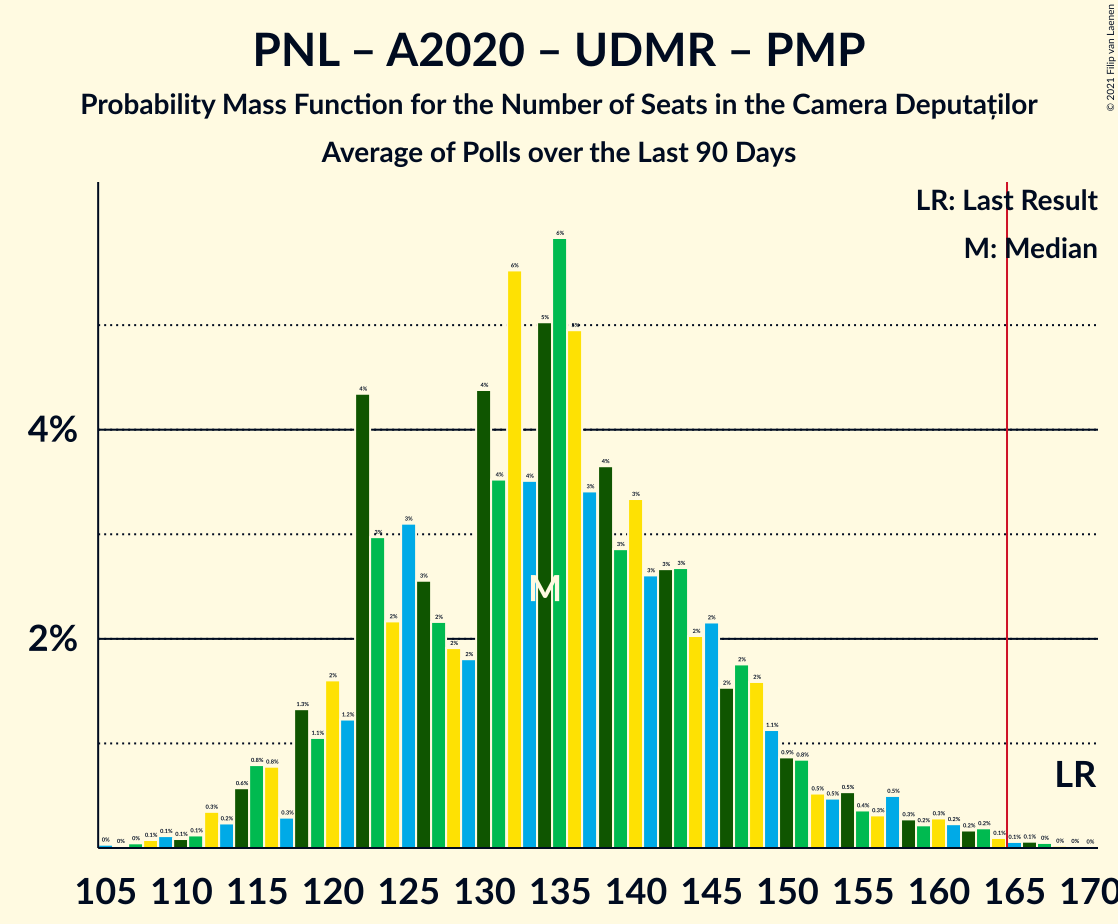 PNL – A2020 – UDMR – PMP
Probability Mass Function for the Number of Seats in the Camera Deputaților
Average of Polls over the Last 90 Days
© 2021 Filip van Laenen
LR: Last Result
M: Median
4%
2%
M
LR
0% 0% 0% 0.1% 0.1% 0.1% 0.1% 0.3% 0.2% 0.6% 0.8% 0.8% 0.3% 1.3% 1.1% 2% 1.2% 4% 3% 2% 3% 3% 2% 2% 2% 4% 4% 6% 4% 5% 6% 5% 3% 4% 3% 3% 3% 3% 3% 2% 2% 2% 2% 2% 1.1% 0.9% 0.8% 0.5% 0.5% 0.5% 0.4% 0.3% 0.5% 0.3% 0.2% 0.3% 0.2% 0.2% 0.2% 0.1% 0.1% 0.1% 0% 0% 0% 0%
105 110 115 120 125 130 135 140 145 150 155 160 165 170